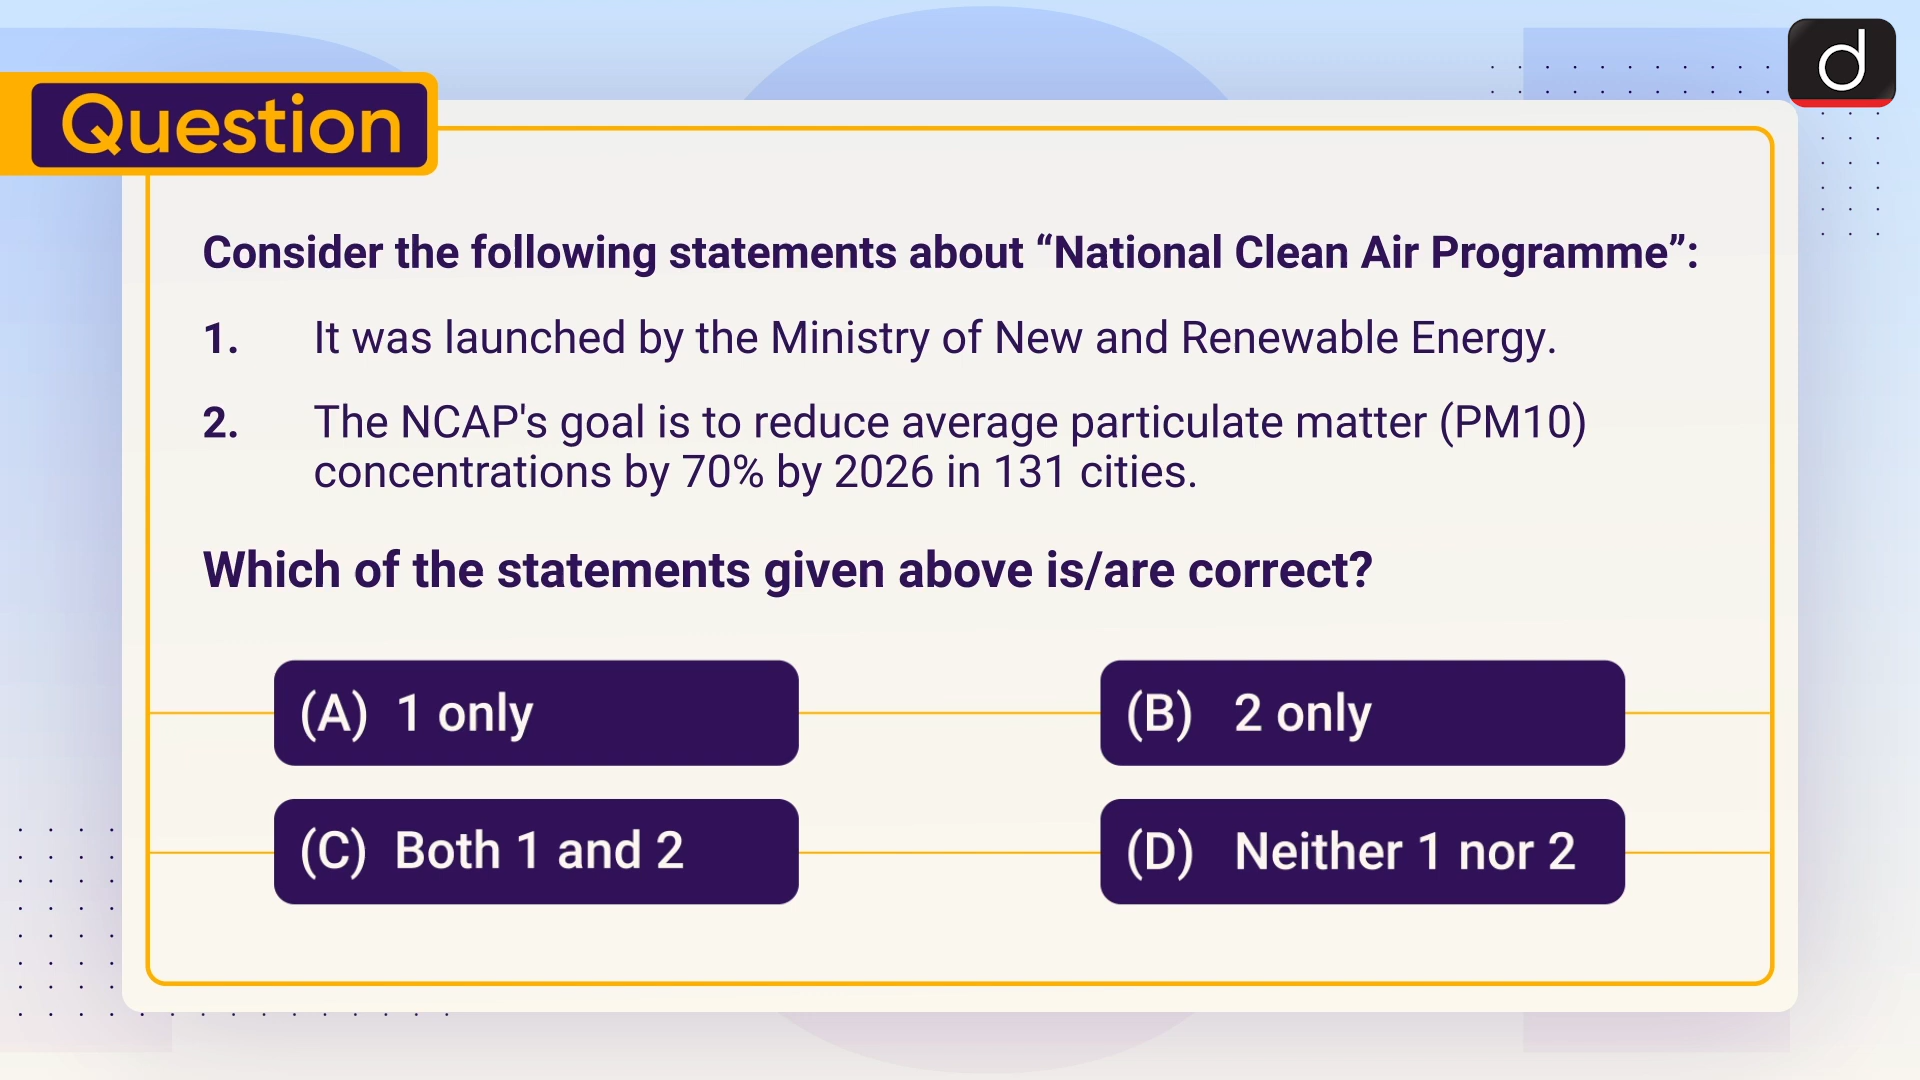 Question
d
Consider the following statements about “National Clean Air Programme”:
1. It was launched by the Ministry of New and Renewable Energy.
2. The NCAP's goal is to reduce average particulate matter (PM10)
concentrations by 70% by 2026 in 131 cities.
Which of the statements given above is/are correct?
(A) 1 only
(B) 2 only
(C) Both 1 and 2
(D) Neither 1 nor 2